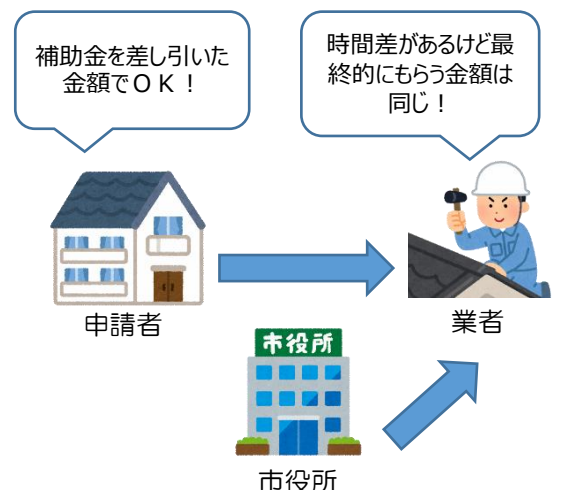 補助金を差し引いた
金額でＯＫ！
時間差があるけど最
終的にもらう金額は
同じ！
申請者
業者
市役所
市役所